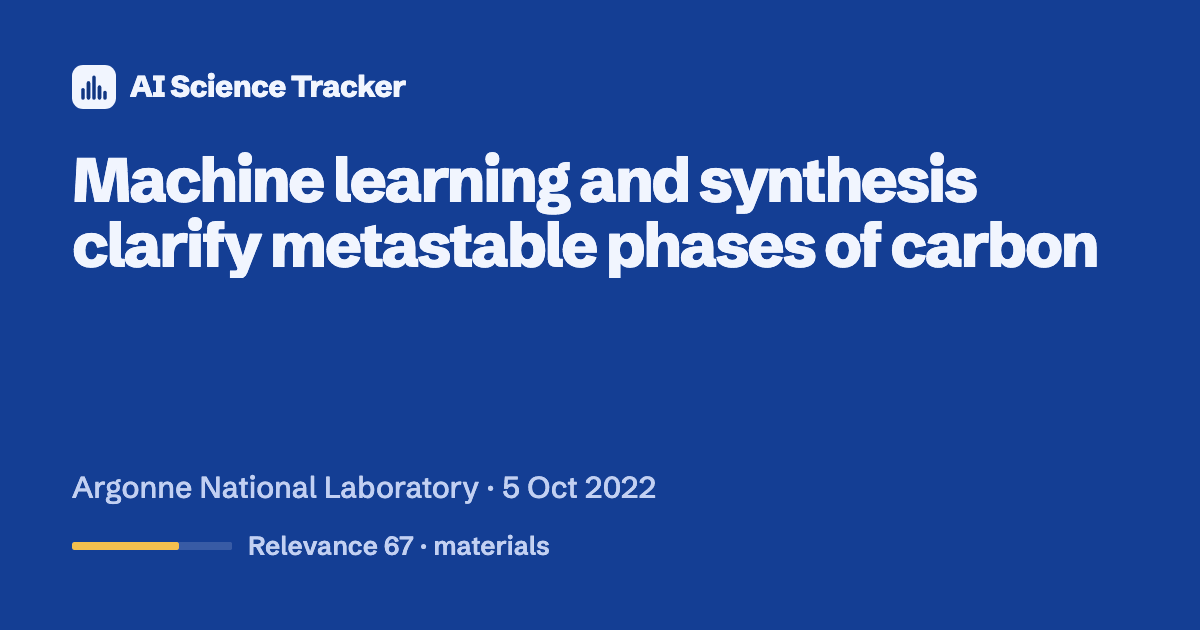 AI Science Tracker
Machine learning and synthesis
clarify metastable phases of carbon
Argonne National Laboratory · 5 Oct 2022
Relevance 67 · materials